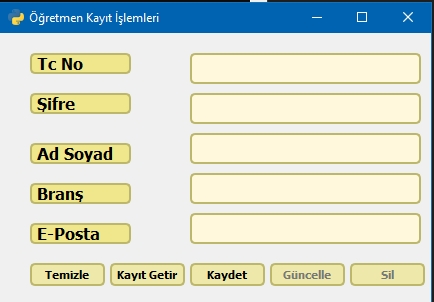 Öğretmen Kayıt İşlemleri
Tc No
Şifre
Ad Soyad
Branş
E-Posta
Temizle Kayıt Getir Kaydet Güncelle Sil